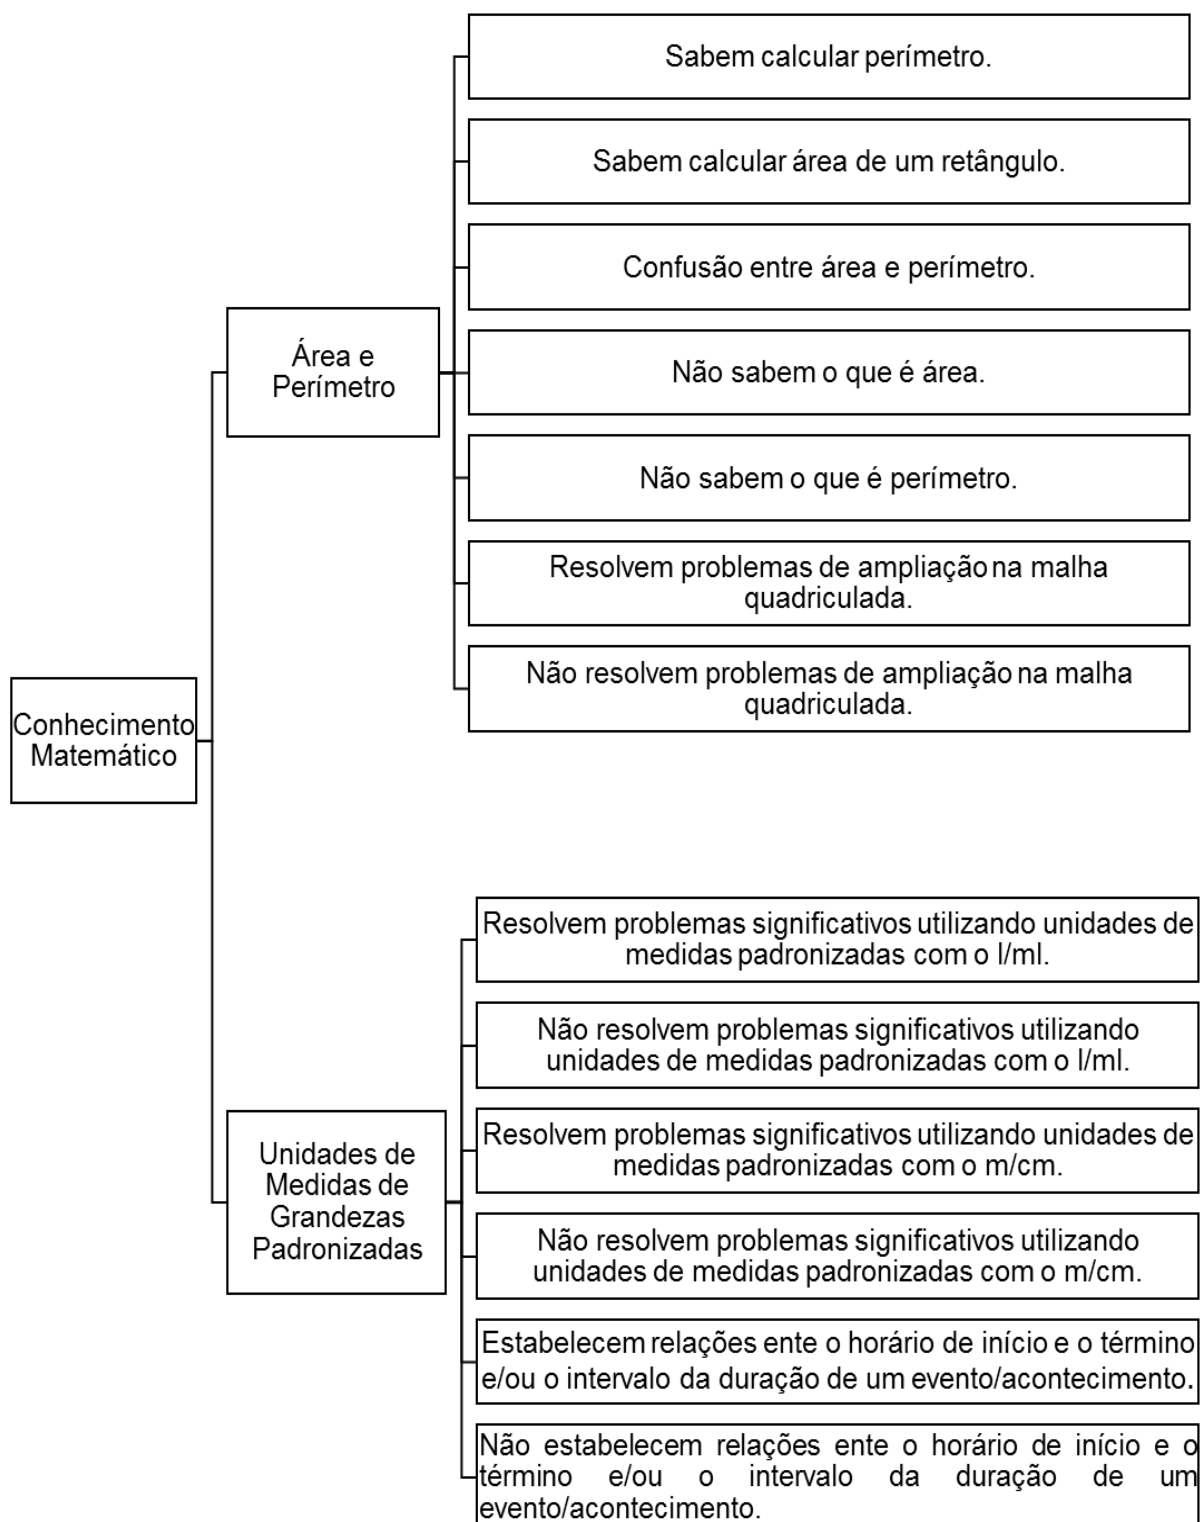 Sabem calcular perímetro.
Sabem calcular área de um retângulo.
Confusão entre área e perímetro.
Área e
Perímetro
Não sabem o que é área.
Não sabem o que é perímetro.
Resolvem problemas de ampliação na malha
quadriculada.
Não resolvem problemas de ampliação na malha
quadriculada.
Conhecimento
Matemático
Resolvem problemas significativos utilizando unidades de
medidas padronizadas com o l/ml.
Não resolvem problemas significativos utilizando
unidades de medidas padronizadas com o l/ml.
Resolvem problemas significativos utilizando unidades de
medidas padronizadas com o m/cm.
Unidades de
Medidas de
Grandezas
Padronizadas
Não resolvem problemas significativos utilizando
unidades de medidas padronizadas com o m/cm.
Estabelecem relações ente o horário de início e o término
e/ou o intervalo da duração de um evento/acontecimento.
Não estabelecem relações ente o horário de início e o
término e/ou o intervalo da duração de um
evento/acontecimento.